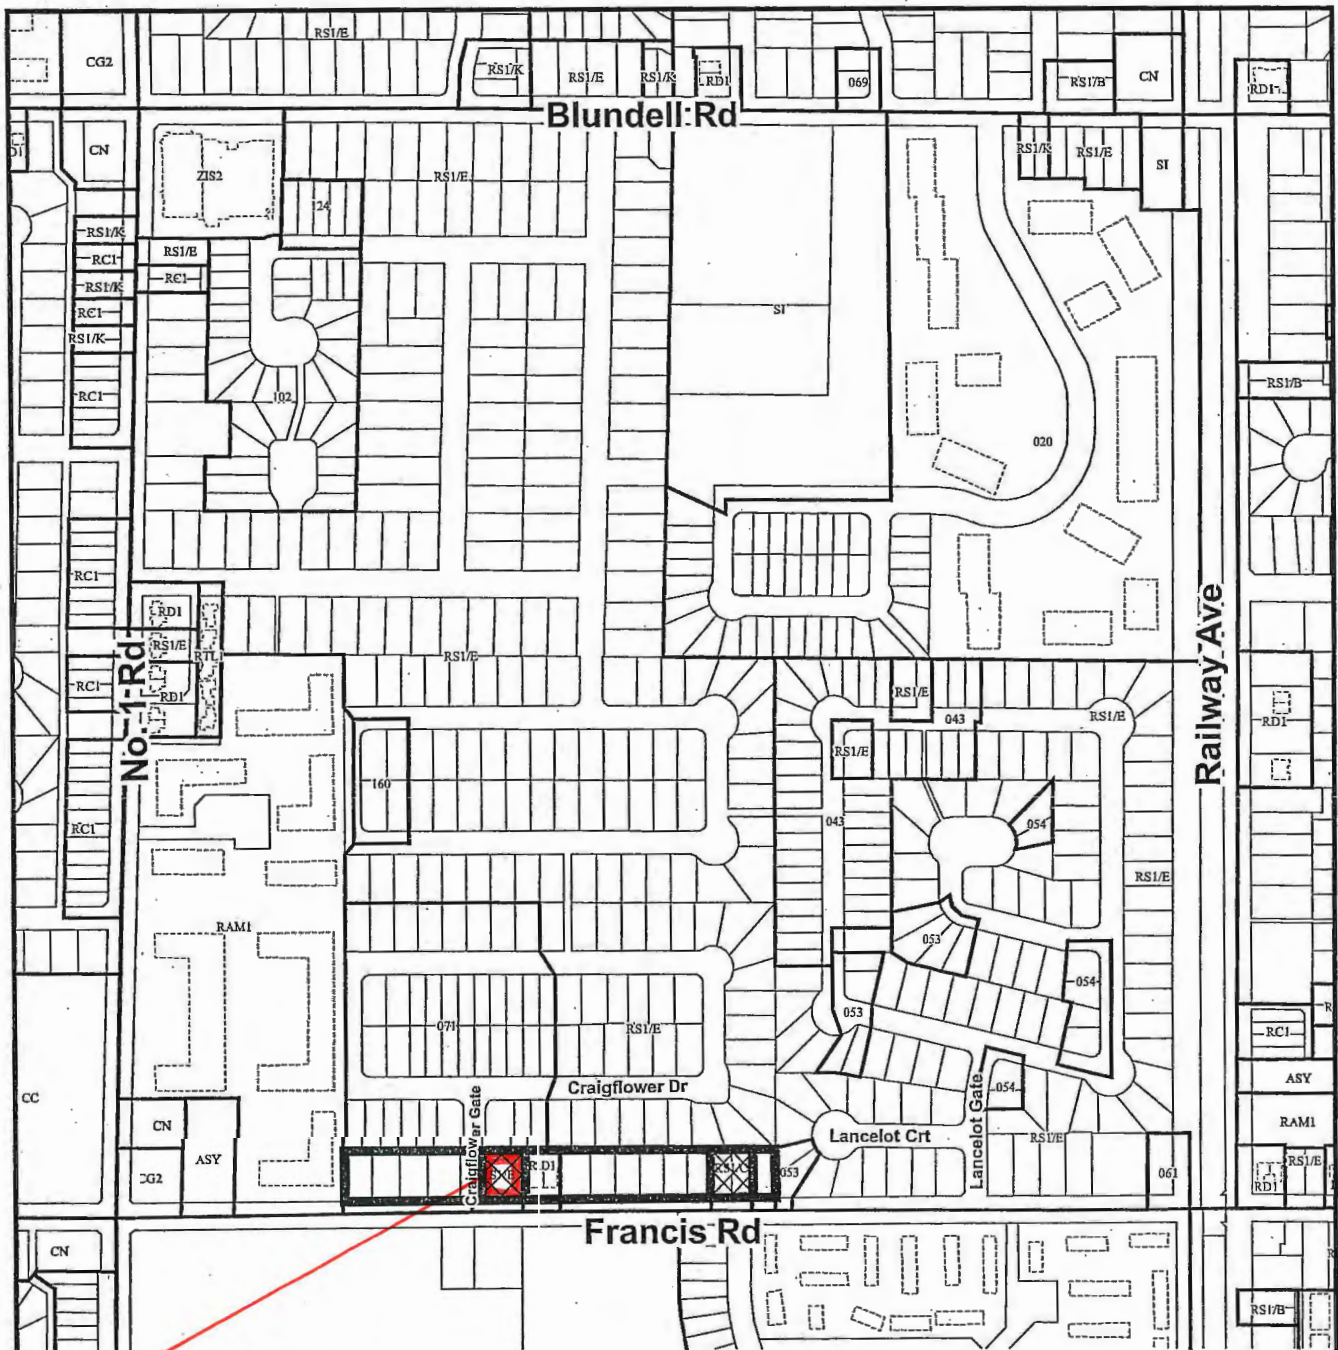 RS1/E
CG2
RS1/K
RS1/E
RS1/K
RD1
069
RS1/B
CN
RD1
Blundell Rd
CN
ZIS2
RS1/E
RS1/K
RS1/E
SI
124
RS1/K
RS1/E
RC1
RC1
RS1/K
RC1
SI
RS1/K
RS1/B
RC1
102
020
RC1
RD1
RS1/E
RTL
RS1/E
RC1
RD1
No. 1 Rd
Railway Ave
RS1/E
043
RS1/E
RD1
RS1/E
160
043
054
RC1
RS1/E
RAM1
053
054
053
071
RS1/E
RC1
Craigflower Dr
054
ASY
CC
Craigflower Gate
Lancelot Gate
CN
Lancelot Crt
RS1/E
RAM1
ASY
RD1
053
061
RS1/E
CG2
RD1
Francis Rd
CN
RS1/B